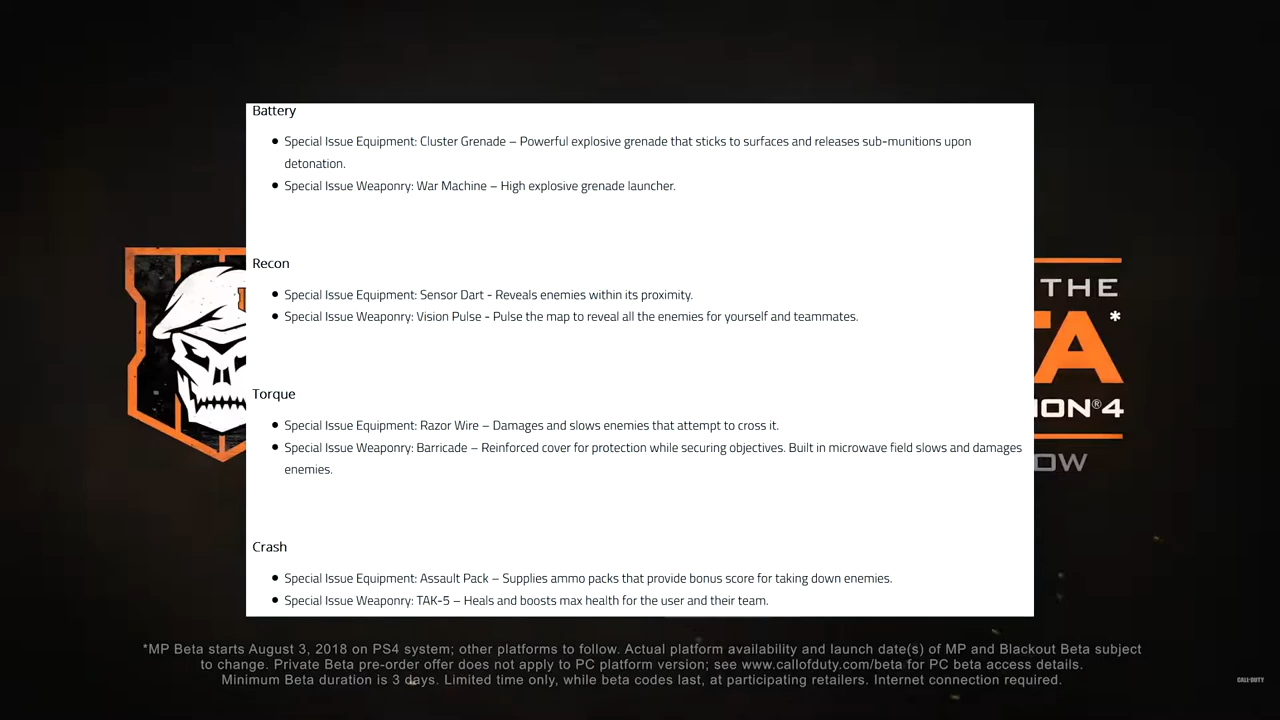 Battery
Special Issue Equipment: Cluster Grenade – Powerful explosive grenade that sticks to surfaces and releases sub-munitions upon
detonation.
Special Issue Weaponry: War Machine – High explosive grenade launcher.
Recon
Special Issue Equipment: Sensor Dart - Reveals enemies within its proximity.
Special Issue Weaponry: Vision Pulse - Pulse the map to reveal all the enemies for yourself and teammates.
THE
TA*
ION®4
OW
Torque
Special Issue Equipment: Razor Wire – Damages and slows enemies that attempt to cross it.
Special Issue Weaponry: Barricade – Reinforced cover for protection while securing objectives. Built in microwave field slows and damages
enemies.
Crash
Special Issue Equipment: Assault Pack – Supplies ammo packs that provide bonus score for taking down enemies.
Special Issue Weaponry: TAK-5 – Heals and boosts max health for the user and their team.
*MP Beta starts August 3, 2018 on PS4 system; other platforms to follow. Actual platform availability and launch date(s) of MP and Blackout Beta subject
to change. Private Beta pre-order offer does not apply to PC platform version; see www.callofduty.com/beta for PC beta access details.
Minimum Beta duration is 3 days. Limited time only, while beta codes last, at participating retailers. Internet connection required.
CALL·DUTY